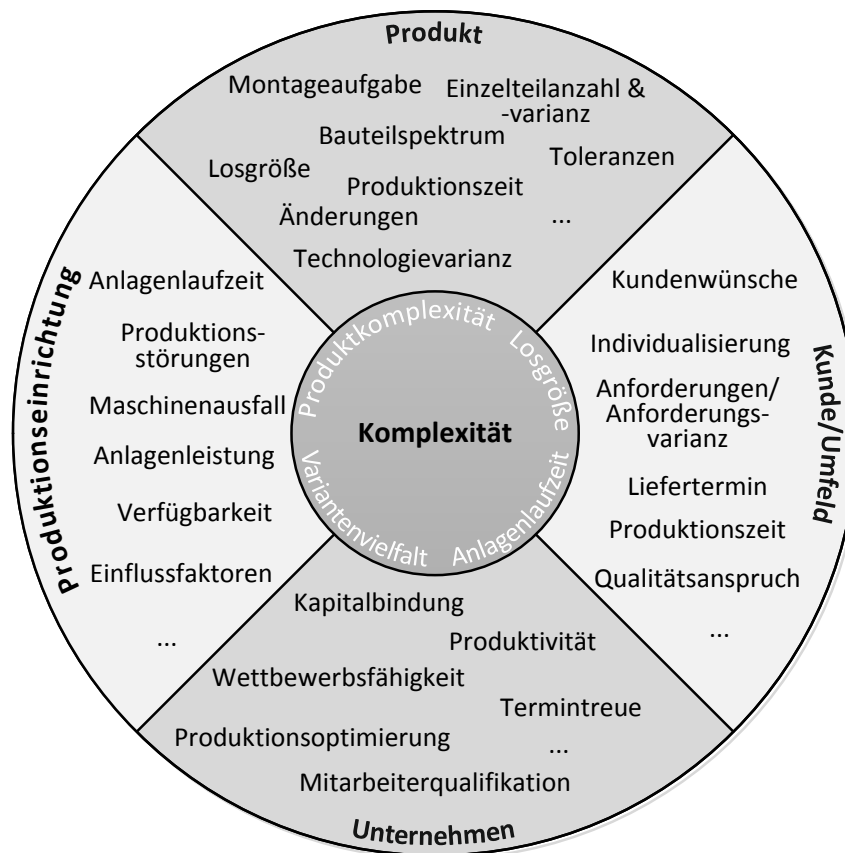 Produkt
Montageaufgabe
Einzelteilanzahl &
-varianz
Bauteilspektrum
Toleranzen
Losgröße
Produktionszeit
Änderungen
...
Technologievarianz
Produktionseinrichtung
Anlagenlaufzeit
Produktions-
störungen
Maschinenausfall
Anlagenleistung
Verfügbarkeit
Einflussfaktoren
...
Produktkomplexität
Losgröße
Komplexität
Variantenvielfalt
Anlagenlaufzeit
Kunde/Umfeld
Kundenwünsche
Individualisierung
Anforderungen/
Anforderungs-
varianz
Liefertermin
Produktionszeit
Qualitätsanspruch
...
Kapitalbindung
Produktivität
Wettbewerbsfähigkeit
Termintreue
Produktionsoptimierung
...
Mitarbeiterqualifikation
Unternehmen